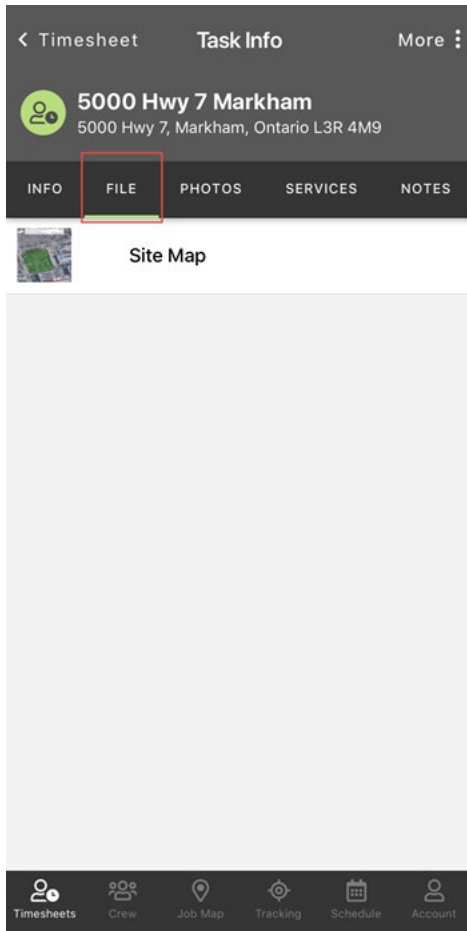 Timesheet Task Info More
5000 Hwy 7 Markham
5000 Hwy 7, Markham, Ontario L3R 4M9
INFO FILE PHOTOS SERVICES NOTES
Site Map
Timesheets Crew Job Map Tracking Schedule Account